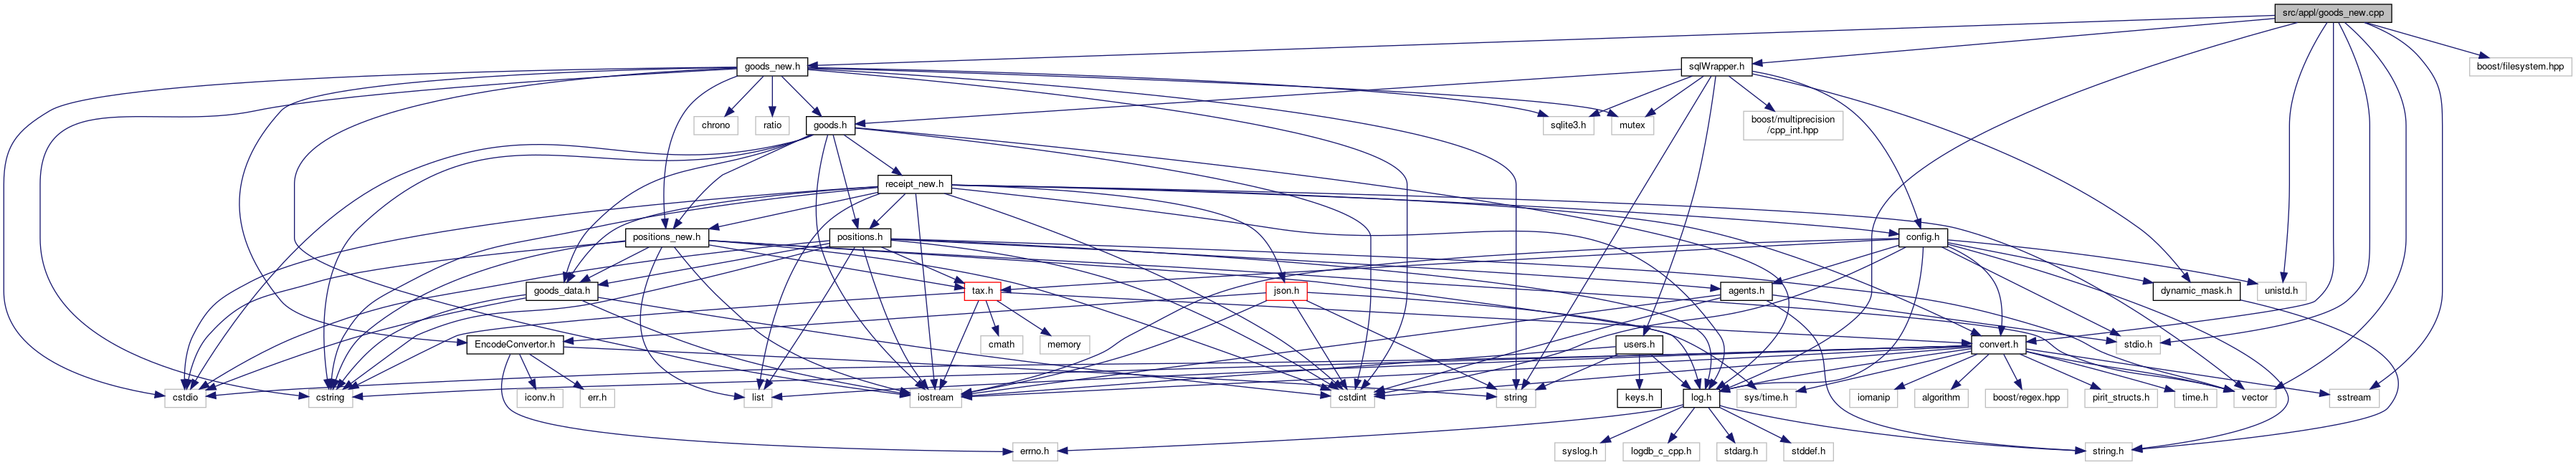 src/appl/goods_new.cpp
goods_new.h
sqlWrapper.h
boost/filesystem.hpp
chrono
ratio
goods.h
sqlite3.h
mutex
boost/multiprecision
/cpp_int.hpp
receipt_new.h
positions_new.h
positions.h
config.h
goods_data.h
tax.h
json.h
agents.h
dynamic_mask.h
unistd.h
EncodeConvertor.h
cmath
memory
users.h
convert.h
stdio.h
cstdio
cstring
iconv.h
err.h
list
iostream
cstdint
string
keys.h
log.h
sys/time.h
iomanip
algorithm
boost/regex.hpp
pirit_structs.h
time.h
vector
sstream
errno.h
syslog.h
logdb_c_cpp.h
stdarg.h
stddef.h
string.h